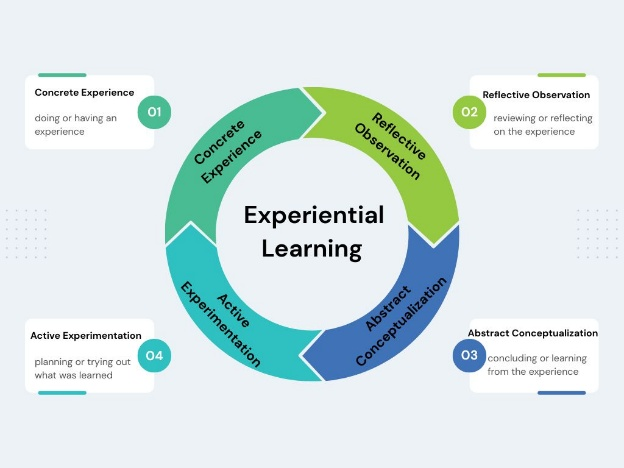 Concrete Experience
01
doing or having an
experience
Reflective Observation
02
reviewing or reflecting
on the experience
Concrete
Experience
Reflective
Observation
Experiential
Learning
Active
Experimentation
Abstract
Conceptualization
Active Experimentation
04
planning or trying out
what was learned
Abstract Conceptualization
03
concluding or learning
from the experience